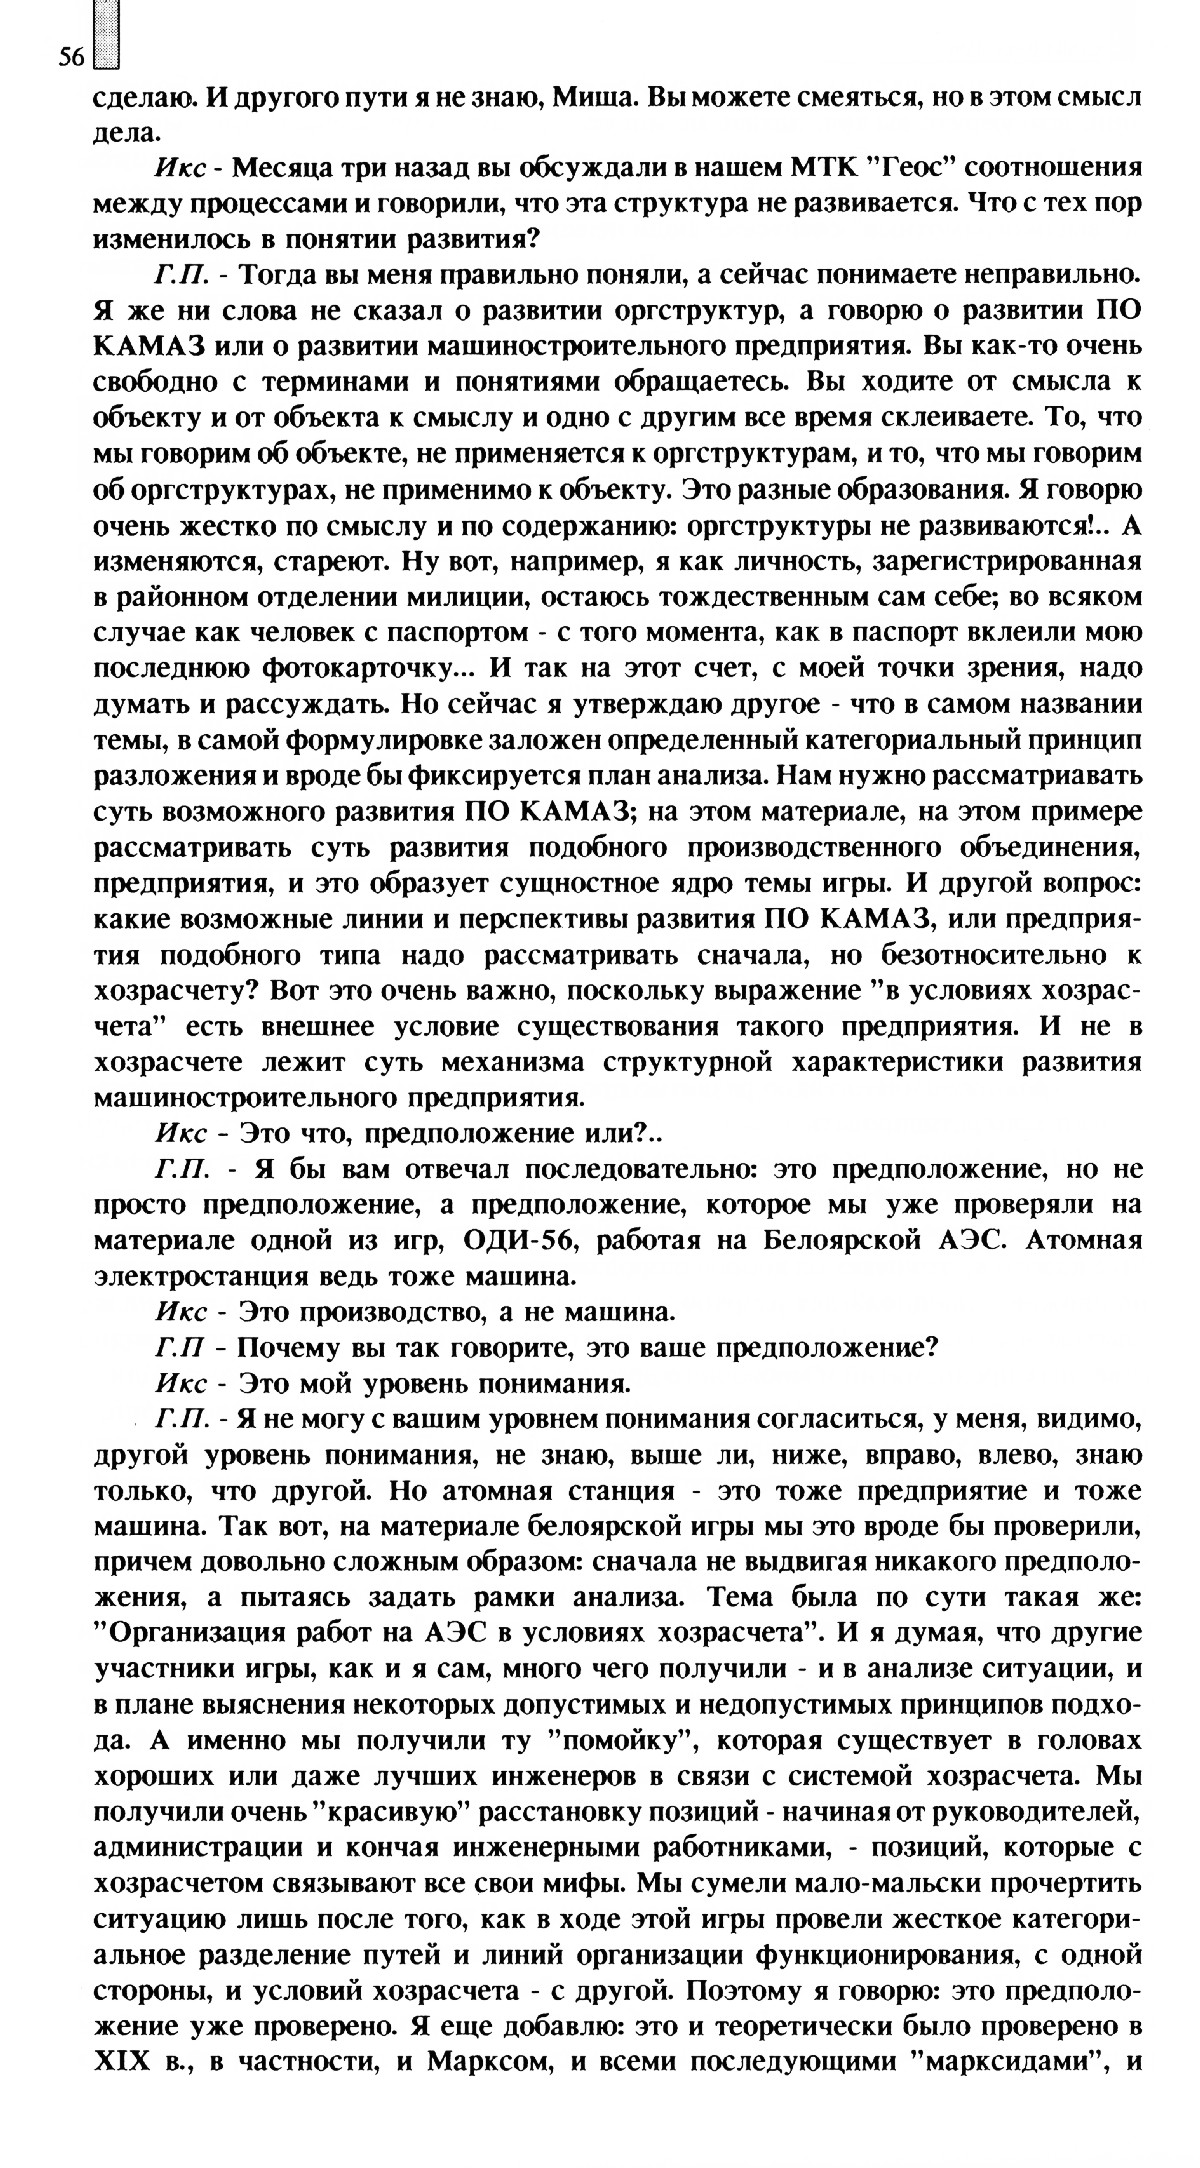 56
сделаю. И другого пути я не знаю, Миша. Вы можете смеяться, но в этом смысл
дела.
Икс - Месяца три назад вы обсуждали в нашем МТК ”Геос” соотношения
между процессами и говорили, что эта структура не развивается. Что с тех пор
изменилось в понятии развития?
Г.П. - Тогда вы меня правильно поняли, а сейчас понимаете неправильно.
Я же ни слова не сказал о развитии оргструктур, а говорю о развитии ПО
КАМАЗ или о развитии машиностроительного предприятия. Вы как-то очень
свободно с терминами и понятиями обращаетесь. Вы ходите от смысла к
объекту и от объекта к смыслу и одно с другим все время склеиваете. То, что
мы говорим об объекте, не применяется к оргструктурам, и то, что мы говорим
об оргструктурах, не применимо к объекту. Это разные образования. Я говорю
очень жестко по смыслу и по содержанию: оргструктуры не развиваются!.. А
изменяются, стареют. Ну вот, например, я как личность, зарегистрированная
в районном отделении милиции, остаюсь тождественным сам себе; во всяком
случае как человек с паспортом - с того момента, как в паспорт вклеили мою
последнюю фотокарточку... И так на этот счет, с моей точки зрения, надо
думать и рассуждать. Но сейчас я утверждаю другое - что в самом названии
темы, в самой формулировке заложен определенный категориальный принцип
разложения и вроде бы фиксируется план анализа. Нам нужно рассматриавать
суть возможного развития ПО КАМАЗ; на этом материале, на этом примере
рассматривать суть развития подобного производственного объединения,
предприятия, и это образует сущностное ядро темы игры. И другой вопрос:
какие возможные линии и перспективы развития ПО КАМАЗ, или предприя-
тия подобного типа надо рассматривать сначала, но безотносительно к
хозрасчету? Вот это очень важно, поскольку выражение ”в условиях хозрас-
чета” есть внешнее условие существования такого предприятия. И не в
хозрасчете лежит суть механизма структурной характеристики развития
машиностроительного предприятия.
Икс - Это что, предположение или?..
Г.П. - Я бы вам отвечал последовательно: это предположение, но не
просто предположение, а предположение, которое мы уже проверяли на
материале одной из игр, ОДИ-56, работая на Белоярской АЭС. Атомная
электростанция ведь тоже машина.
Икс - Это производство, а не машина.
Г.П - Почему вы так говорите, это ваше предположение?
Икс - Это мой уровень понимания.
Г.П. - Я не могу с вашим уровнем понимания согласиться, у меня, видимо,
другой уровень понимания, не знаю, выше ли, ниже, вправо, влево, знаю
только, что другой. Но атомная станция - это тоже предприятие и тоже
машина. Так вот, на материале белоярской игры мы это вроде бы проверили,
причем довольно сложным образом: сначала не выдвигая никакого предполо-
жения, а пытаясь задать рамки анализа. Тема была по сути такая же:
”Организация работ на АЭС в условиях хозрасчета”. И я думая, что другие
участники игры, как и я сам, много чего получили - и в анализе ситуации, и
в плане выяснения некоторых допустимых и недопустимых принципов подхо-
да. А именно мы получили ту ”помойку”, которая существует в головах
хороших или даже лучших инженеров в связи с системой хозрасчета. Мы
получили очень ”красивую” расстановку позиций - начиная от руководителей,
администрации и кончая инженерными работниками, - позиций, которые с
хозрасчетом связывают все свои мифы. Мы сумели мало-мальски прочертить
ситуацию лишь после того, как в ходе этой игры провели жесткое категори-
альное разделение путей и линий организации функционирования, с одной
стороны, и условий хозрасчета - с другой. Поэтому я говорю: это предполо-
жение уже проверено. Я еще добавлю: это и теоретически было проверено в
XIX в., в частности, и Марксом, и всеми последующими ”марксидами”, и